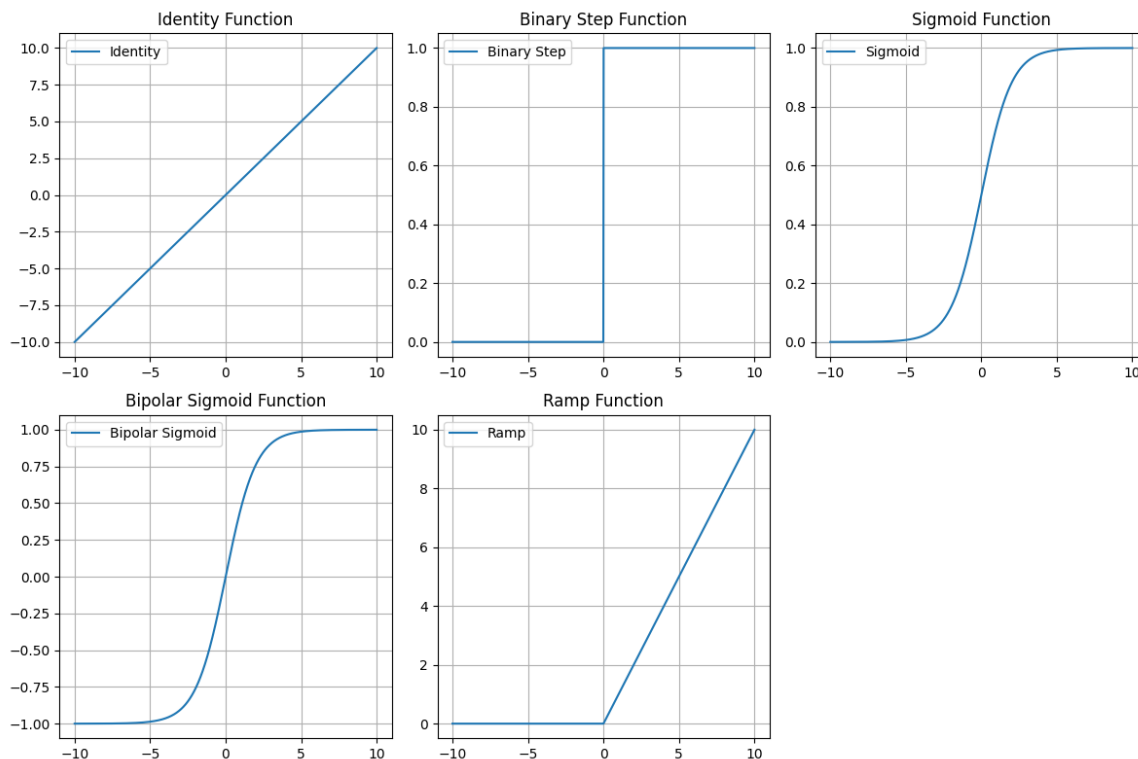 Identity Function
Identity
10.0
7.5
5.0
2.5
0.0
−2.5
−5.0
−7.5
−10.0
−10 −5 0 5 10
Binary Step Function
Binary Step
1.0
0.8
0.6
0.4
0.2
0.0
−10 −5 0 5 10
Sigmoid Function
Sigmoid
1.0
0.8
0.6
0.4
0.2
0.0
−10 −5 0 5 10
Bipolar Sigmoid Function
Bipolar Sigmoid
1.00
0.75
0.50
0.25
0.00
−0.25
−0.50
−0.75
−1.00
−10 −5 0 5 10
Ramp Function
Ramp
10
8
6
4
2
0
−10 −5 0 5 10